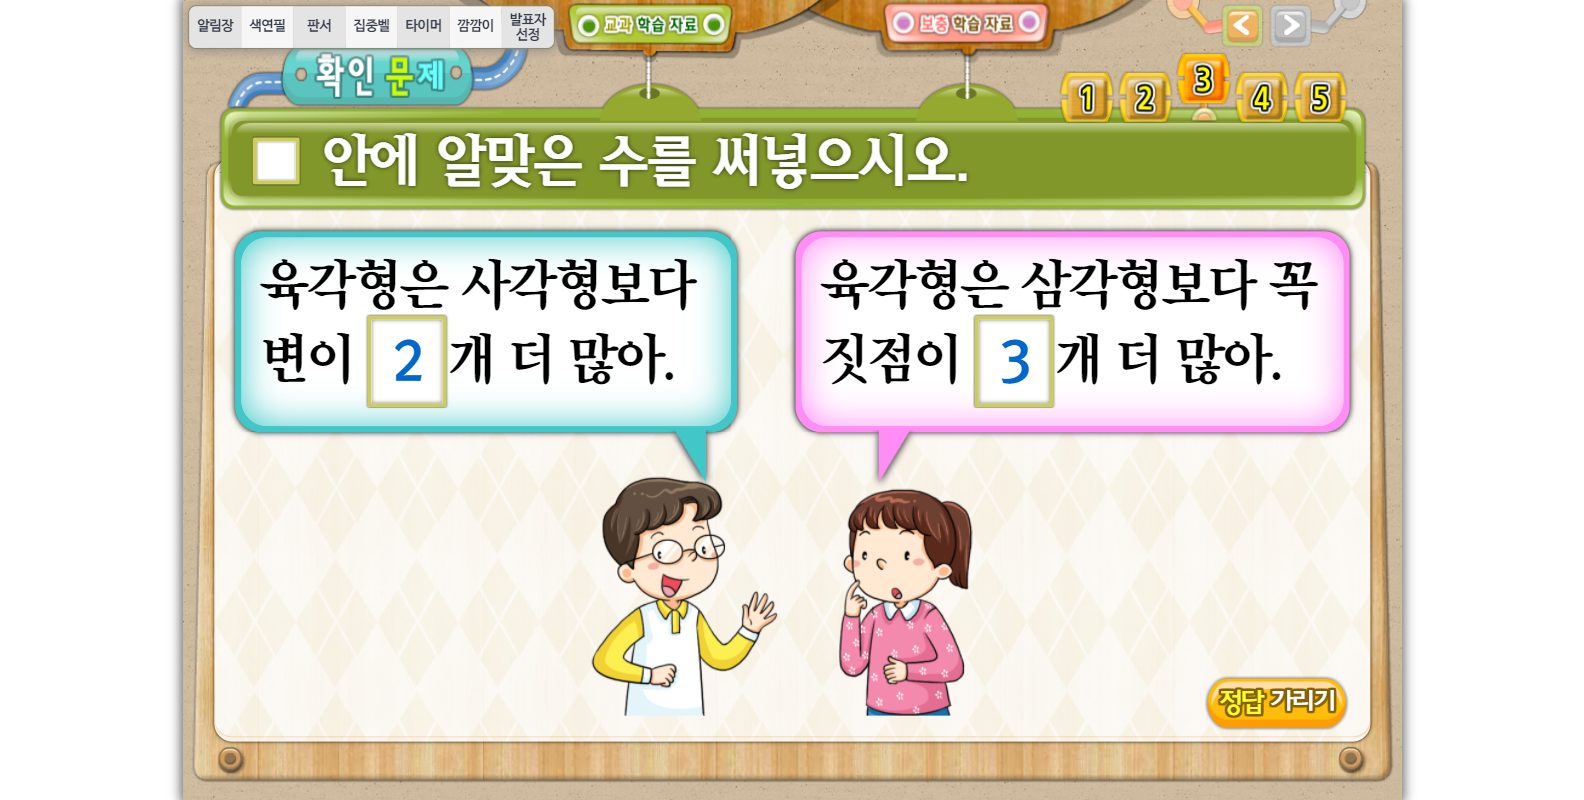 알림장 색연필 판서 집중벨 타이머 깜깜이 발표자 선정
교과 학습 자료
보충 학습 자료
확인 문제
1 2 3 4 5
안에 알맞은 수를 써넣으시오.
육각형은 사각형보다
변이 2 개 더 많아.
육각형은 삼각형보다 꼭
짓점이 3 개 더 많아.
정답 가리기